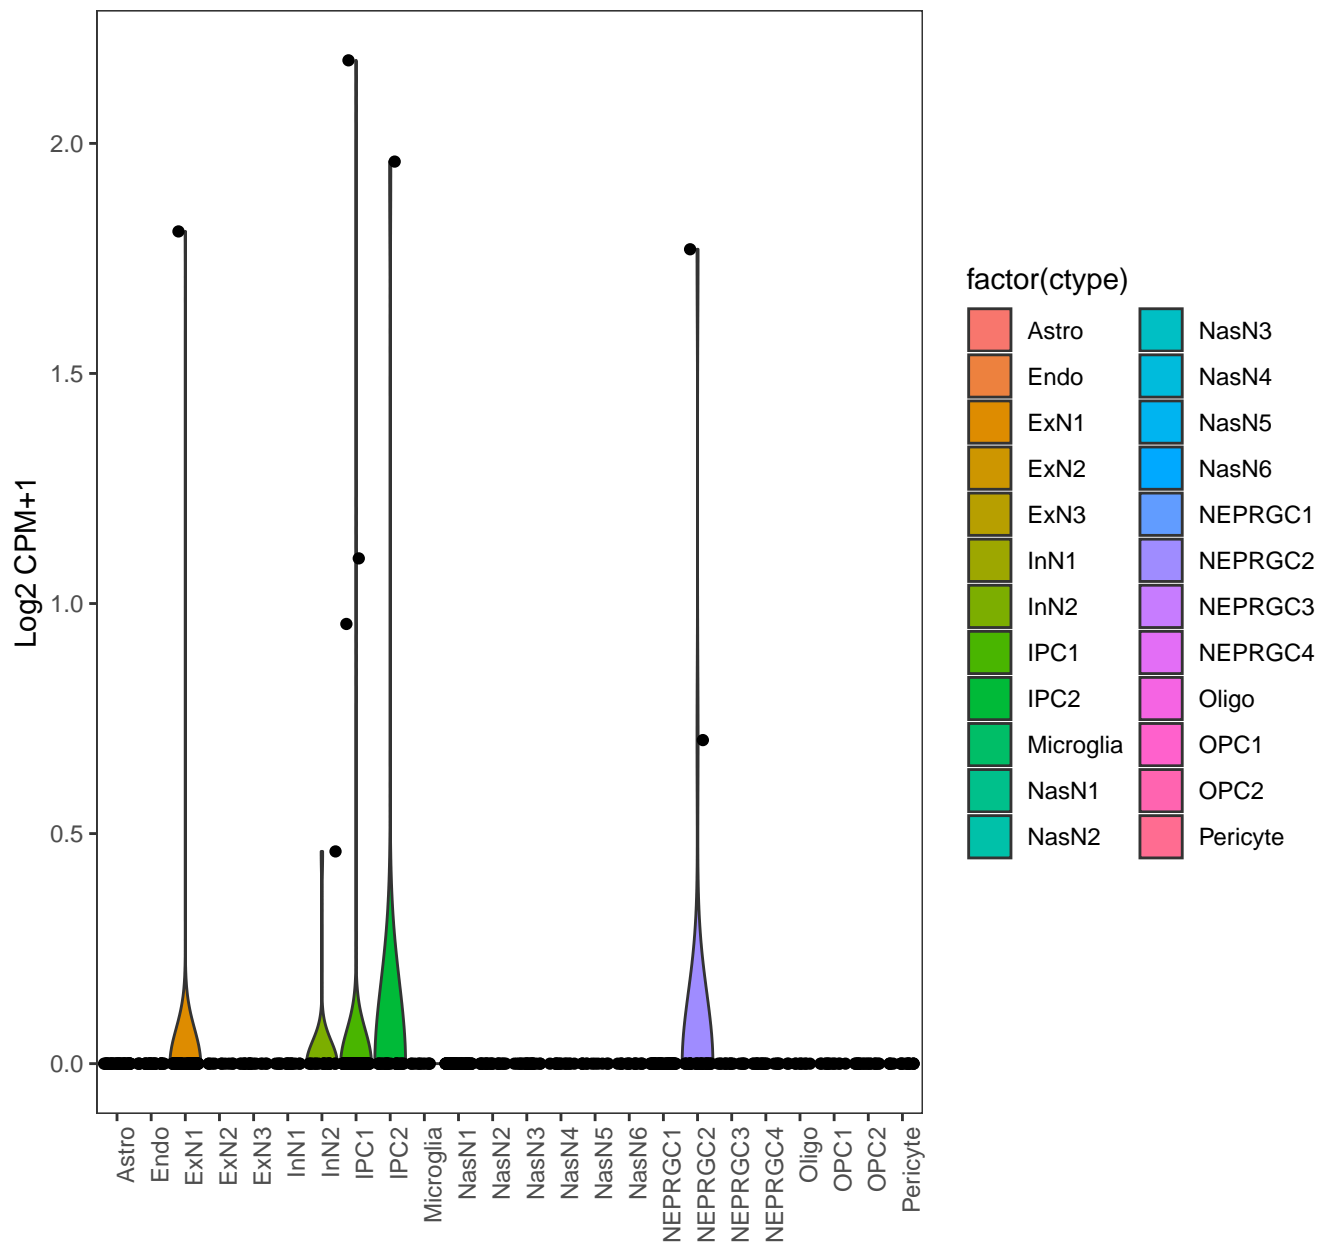 Log2 CPM+1
2.0
1.5
1.0
0.5
0.0
Astro
Endo
ExN1
ExN2
ExN3
InN1
InN2
IPC1
IPC2
Microglia
NasN1
NasN2
NasN3
NasN4
NasN5
NasN6
NEPRGC1
NEPRGC2
NEPRGC3
NEPRGC4
Oligo
OPC1
OPC2
Pericyte
factor(ctype)
Astro
Endo
ExN1
ExN2
ExN3
InN1
InN2
IPC1
IPC2
Microglia
NasN1
NasN2
NasN3
NasN4
NasN5
NasN6
NEPRGC1
NEPRGC2
NEPRGC3
NEPRGC4
Oligo
OPC1
OPC2
Pericyte